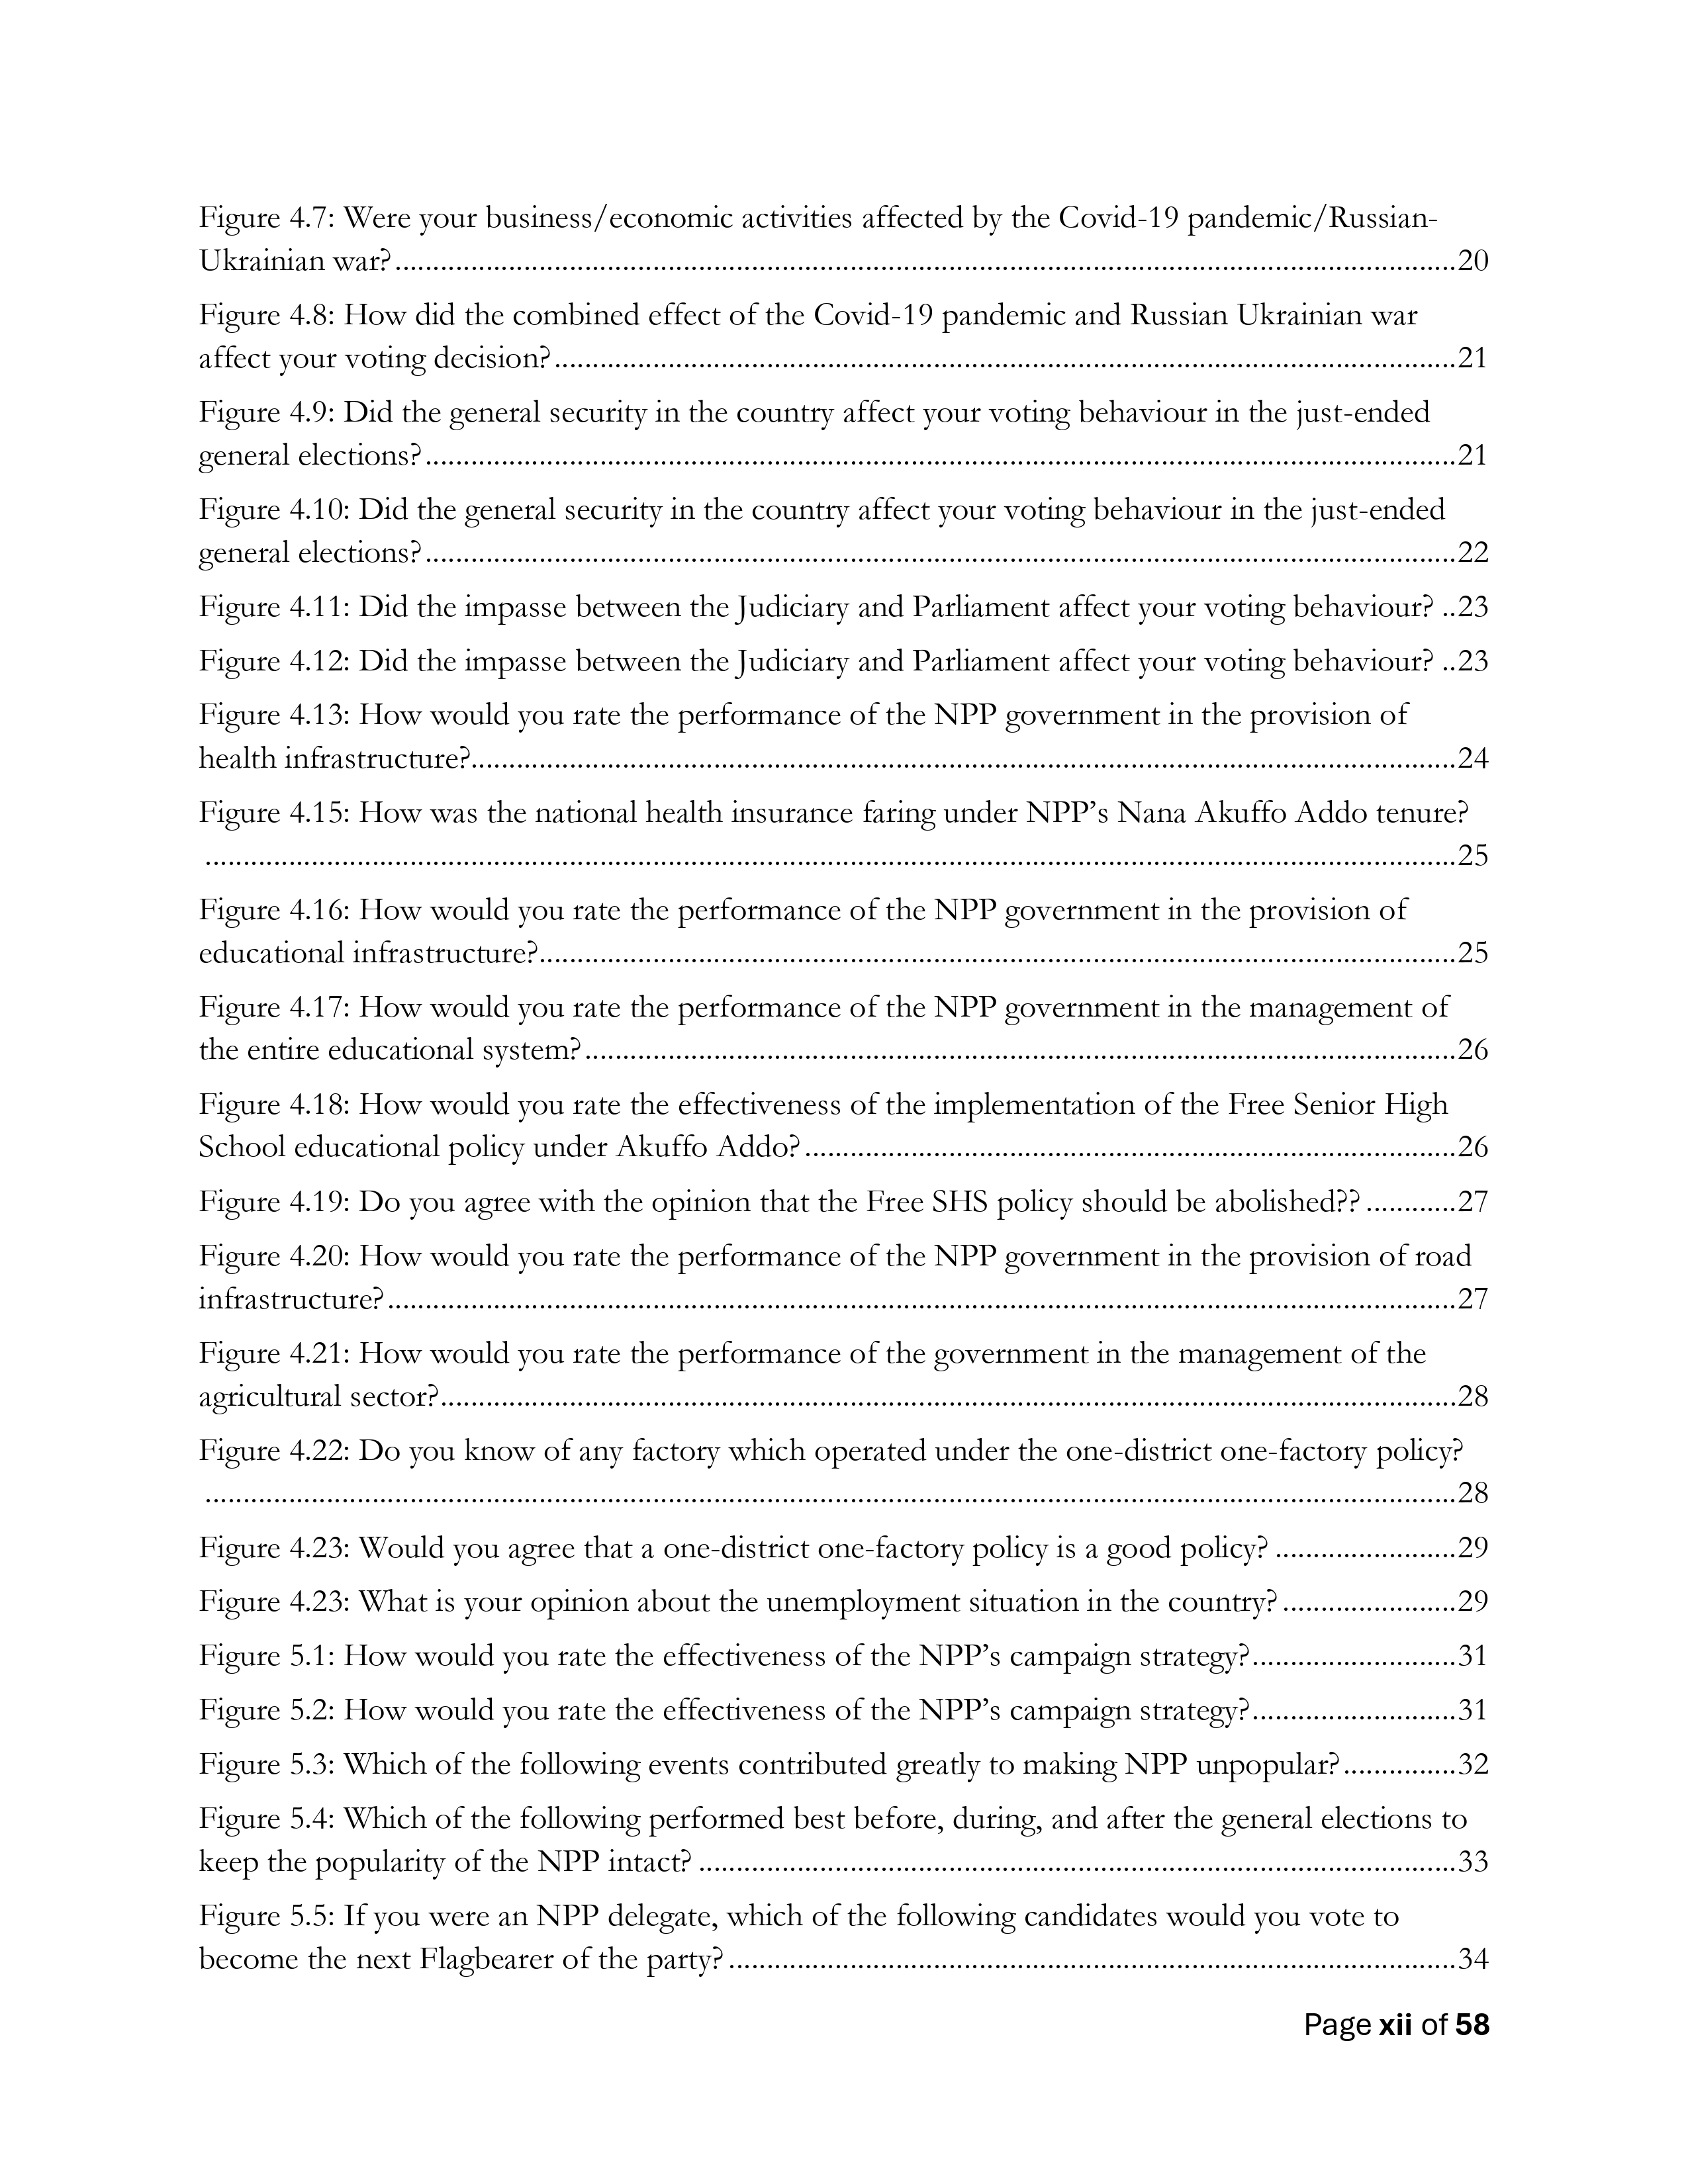 Figure 4.7: Were your business/economic activities affected by the Covid-19 pandemic/Russian-
Ukrainian war?..........20
Figure 4.8: How did the combined effect of the Covid-19 pandemic and Russian Ukrainian war
affect your voting decision?..........21
Figure 4.9: Did the general security in the country affect your voting behaviour in the just-ended
general elections?..........21
Figure 4.10: Did the general security in the country affect your voting behaviour in the just-ended
general elections?..........22
Figure 4.11: Did the impasse between the Judiciary and Parliament affect your voting behaviour? ..23
Figure 4.12: Did the impasse between the Judiciary and Parliament affect your voting behaviour? ..23
Figure 4.13: How would you rate the performance of the NPP government in the provision of
health infrastructure?..........24
Figure 4.15: How was the national health insurance faring under NPP’s Nana Akuffo Addo tenure?
..........25
Figure 4.16: How would you rate the performance of the NPP government in the provision of
educational infrastructure?..........25
Figure 4.17: How would you rate the performance of the NPP government in the management of
the entire educational system?..........26
Figure 4.18: How would you rate the effectiveness of the implementation of the Free Senior High
School educational policy under Akuffo Addo?..........26
Figure 4.19: Do you agree with the opinion that the Free SHS policy should be abolished??..........27
Figure 4.20: How would you rate the performance of the NPP government in the provision of road
infrastructure?..........27
Figure 4.21: How would you rate the performance of the government in the management of the
agricultural sector?..........28
Figure 4.22: Do you know of any factory which operated under the one-district one-factory policy?
..........28
Figure 4.23: Would you agree that a one-district one-factory policy is a good policy?..........29
Figure 4.23: What is your opinion about the unemployment situation in the country?..........29
Figure 5.1: How would you rate the effectiveness of the NPP’s campaign strategy?..........31
Figure 5.2: How would you rate the effectiveness of the NPP’s campaign strategy?..........31
Figure 5.3: Which of the following events contributed greatly to making NPP unpopular?..........32
Figure 5.4: Which of the following performed best before, during, and after the general elections to
keep the popularity of the NPP intact?..........33
Figure 5.5: If you were an NPP delegate, which of the following candidates would you vote to
become the next Flagbearer of the party?..........34
Page xii of 58